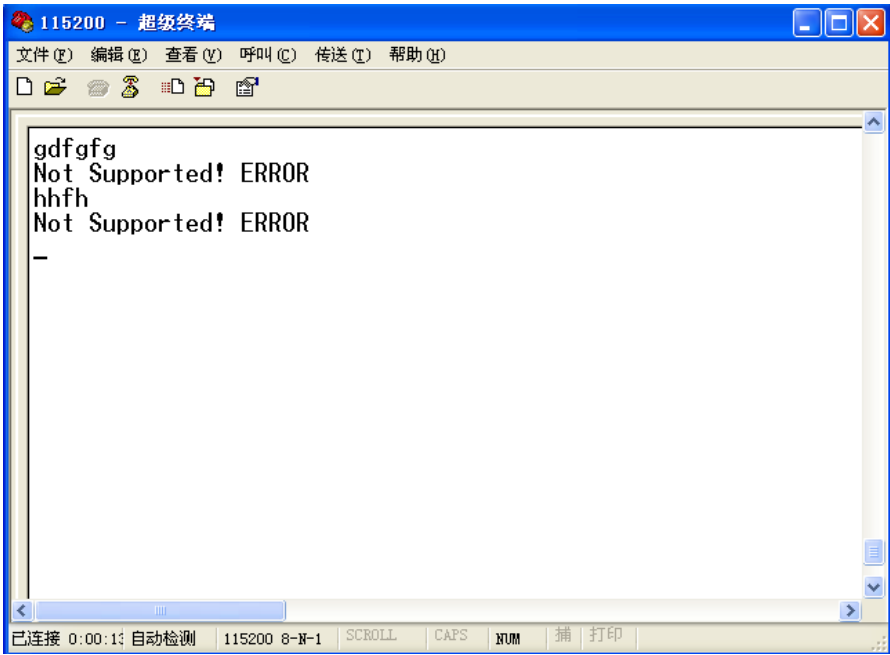 115200 - 超级终端
文件(F) 编辑(E) 查看(V) 呼叫(C) 传送(T) 帮助(H)
gdfgfg
Not Supported! ERROR
hhfh
Not Supported! ERROR
_
已连接 0:00:13 自动检测 115200 8-N-1 SCROLL CAPS NUM 捕 打印